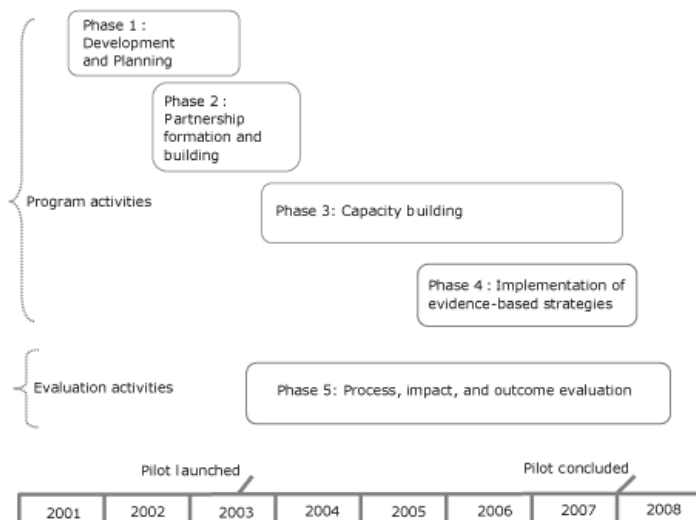 Phase 1 :
Development
and Planning
Phase 2 :
Partnership
formation and
building
Program activities
Phase 3: Capacity building
Phase 4 : Implementation of
evidence-based strategies
Evaluation activities
Phase 5: Process, impact, and outcome evaluation
Pilot launched
Pilot concluded
2001 2002 2003 2004 2005 2006 2007 2008